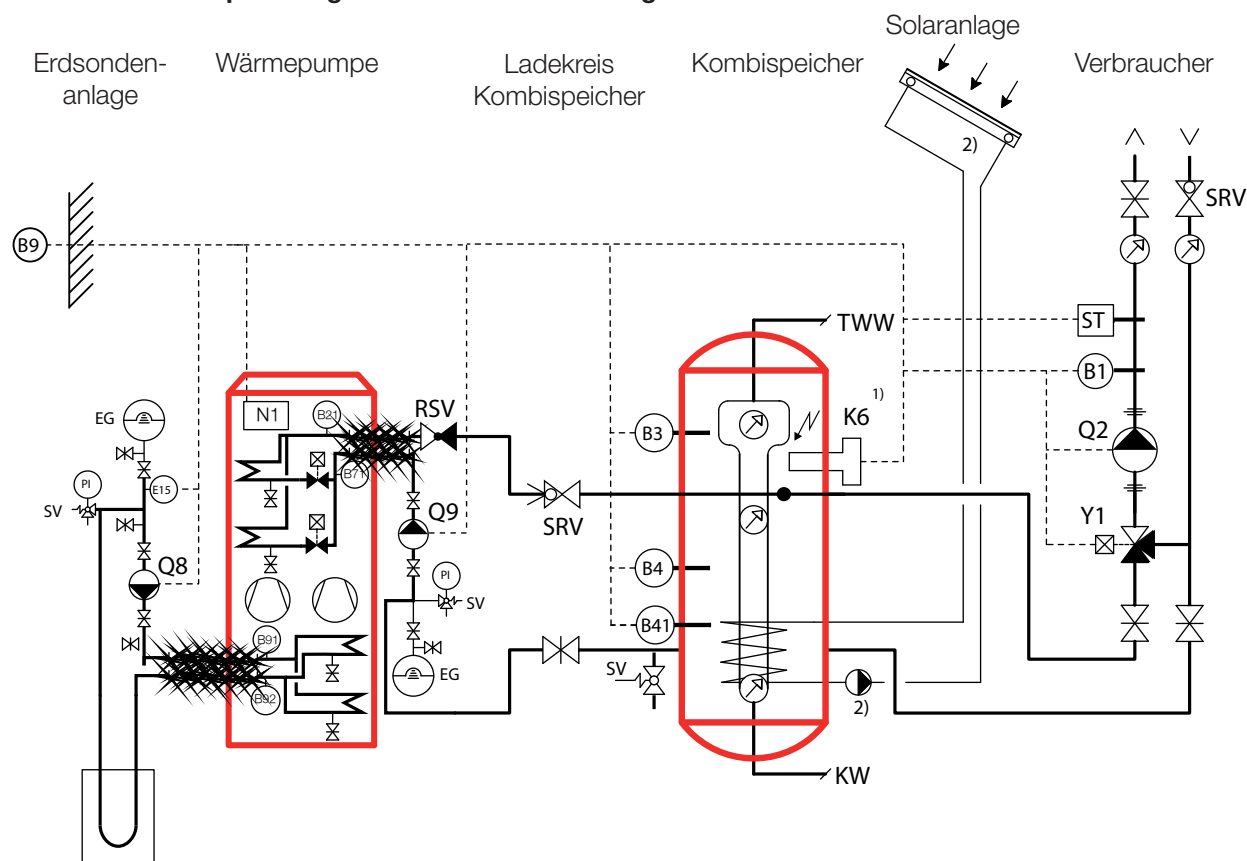 Solaranlage
Erdsonden-
anlage
Wärmepumpe
Ladekreis
Kombispeicher
Kombispeicher
Verbraucher
2)
SRV
B9
ST
TWW
B1
N1
EG
B21
RSV
1)
K6
B3
Q2
PI
E15
SV
B71
Q9
SRV
Y1
Q8
PI
SV
B4
B41
B91
SV
EG
B92
2)
KW